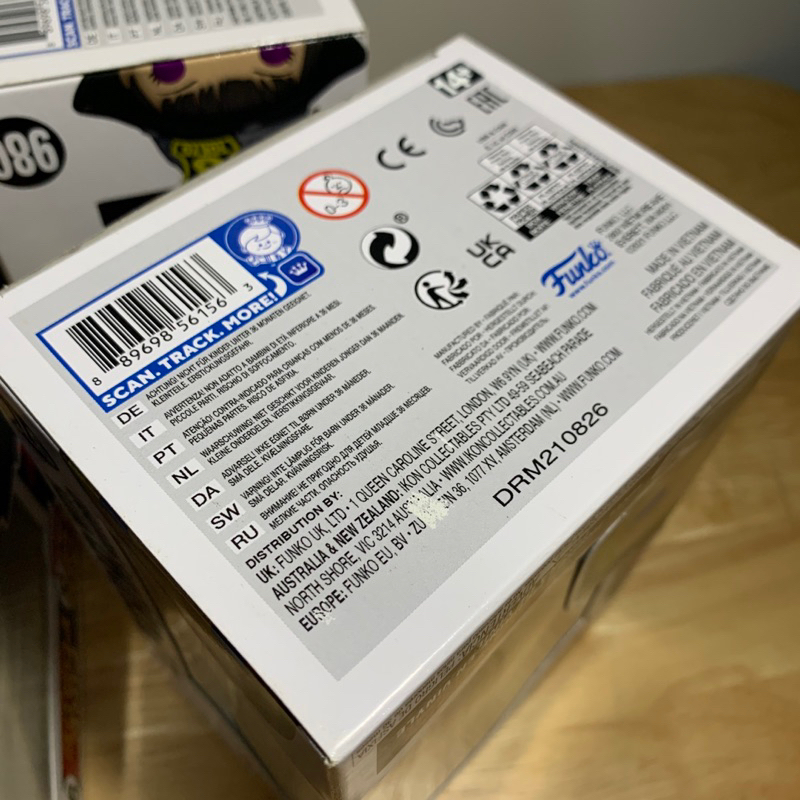 086
14+
EAC
CE
0-3
®
UK
CA
Funko
www.funko.com
MADE IN VIETNAM
FABRIQUÉ AU VIETNAM
FABRICADO EN VIETNAM
8 89698 56156 3
SCAN. TRACK. MORE!
DE ACHTUNG! NICHT FÜR KINDER UNTER 36 MONATEN GEEIGNET.
KLEINTEILE. ERSTICKUNGSGEFAHR.
IT AVVERTENZA! NON ADATTO A BAMBINI DI ETÀ INFERIORE A 36 MESI.
PICCOLE PARTI. RISCHIO DI SOFFOCAMENTO.
PT ATENÇÃO! CONTRA-INDICADO PARA CRIANÇAS COM MENOS DE 36 MESES.
PEQUENAS PARTES. RISCO DE ASFIXIA.
NL WAARSCHUWING! NIET GESCHIKT VOOR KINDEREN JONGER DAN 36 MAANDEN.
KLEINE ONDERDELEN. VERSTIKKINGSGEVAAR.
DA ADVARSEL! IKKE EGNET TIL BØRN UNDER 36 MÅNEDER.
SMÅ DELE. KVÆLNINGSFARE.
SW VARNING! INTE LÄMPLIG FÖR BARN UNDER 36 MÅNADER.
SMÅ DELAR. KVÄVNINGSRISK.
RU ВНИМАНИЕ! НЕ ПРИГОДНО ДЛЯ ДЕТЕЙ МЛАДШЕ 36 МЕСЯЦЕВ.
МЕЛКИЕ ЧАСТИ. ОПАСНОСТЬ УДУШЬЯ.
DISTRIBUTION BY:
UK: FUNKO UK, LTD · 1 QUEEN CAROLINE STREET, LONDON, W6 9YN (UK) · WWW.FUNKO.COM
AUSTRALIA & NEW ZEALAND: IKON COLLECTABLES PTY LTD 49-59 SEABEACH PARADE
NORTH SHORE, VIC 3214 AUSTRALIA · WWW.IKONCOLLECTABLES.COM.AU
EUROPE: FUNKO EU, BV · ZU EN 36, 1077 XV, AMSTERDAM (NL) · WWW.FUNKO.COM
DRM210826